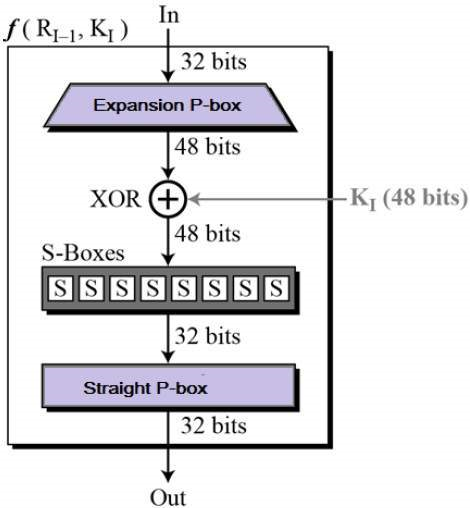 In
f ( R_I–1, K_I )
32 bits
Expansion P-box
48 bits
XOR
K_I (48 bits)
48 bits
S-Boxes
S S S S S S S S
32 bits
Straight P-box
32 bits
Out